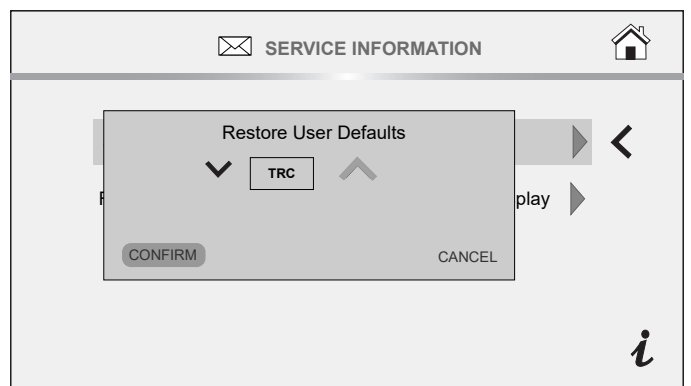 SERVICE INFORMATION
Restore User Defaults
TRC
play
CONFIRM
CANCEL
i